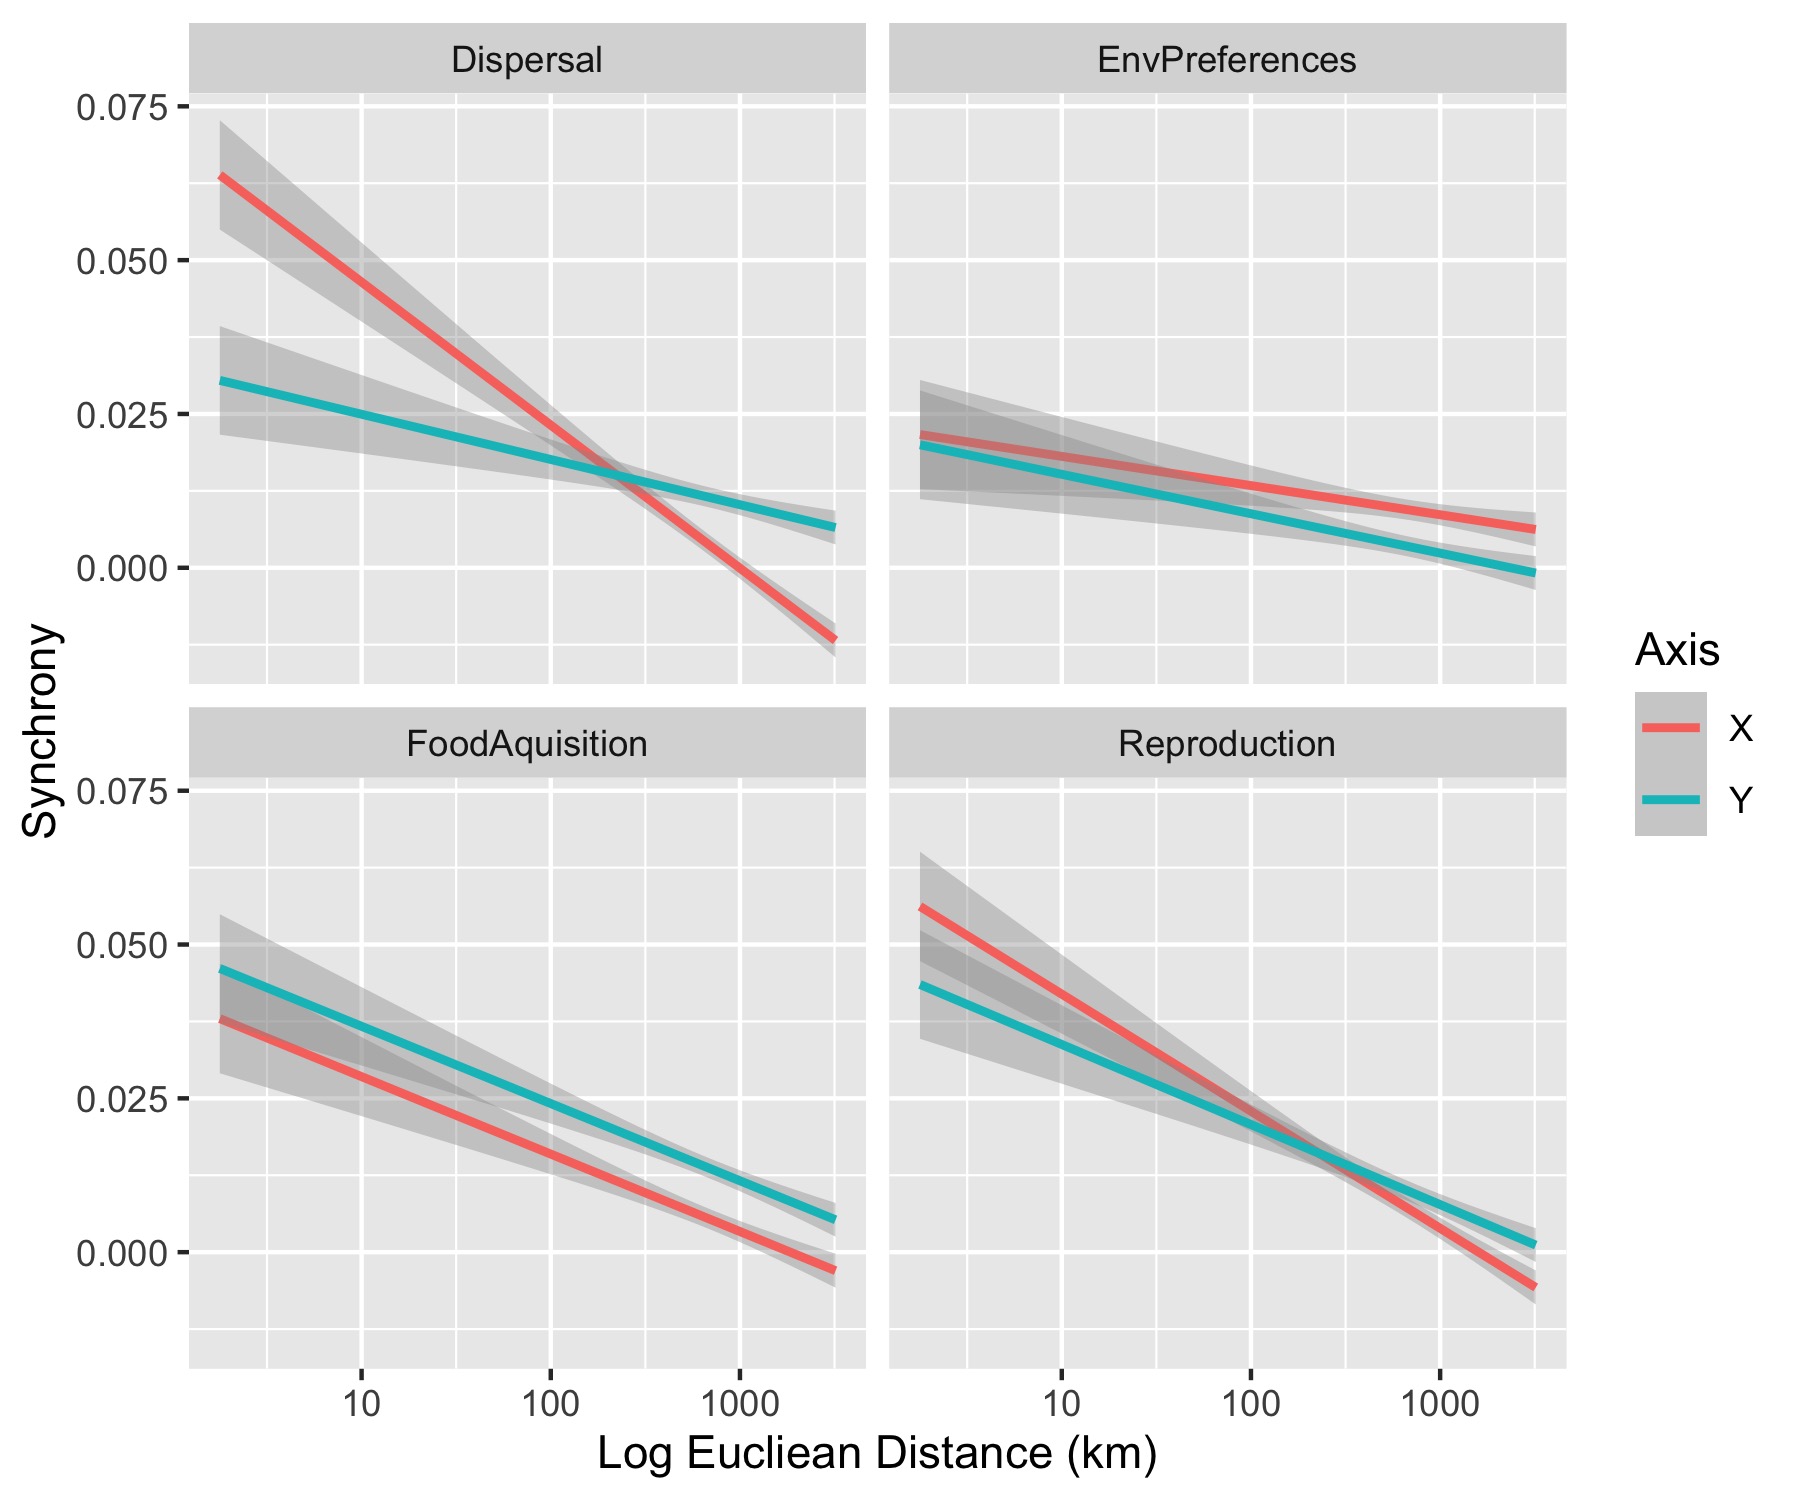 Dispersal
EnvPreferences
0.075
0.050
0.025
0.000
FoodAquisition
Reproduction
0.075
0.050
0.025
0.000
10
100
1000
10
100
1000
Log Eucliean Distance (km)
Synchrony
Axis
X
Y